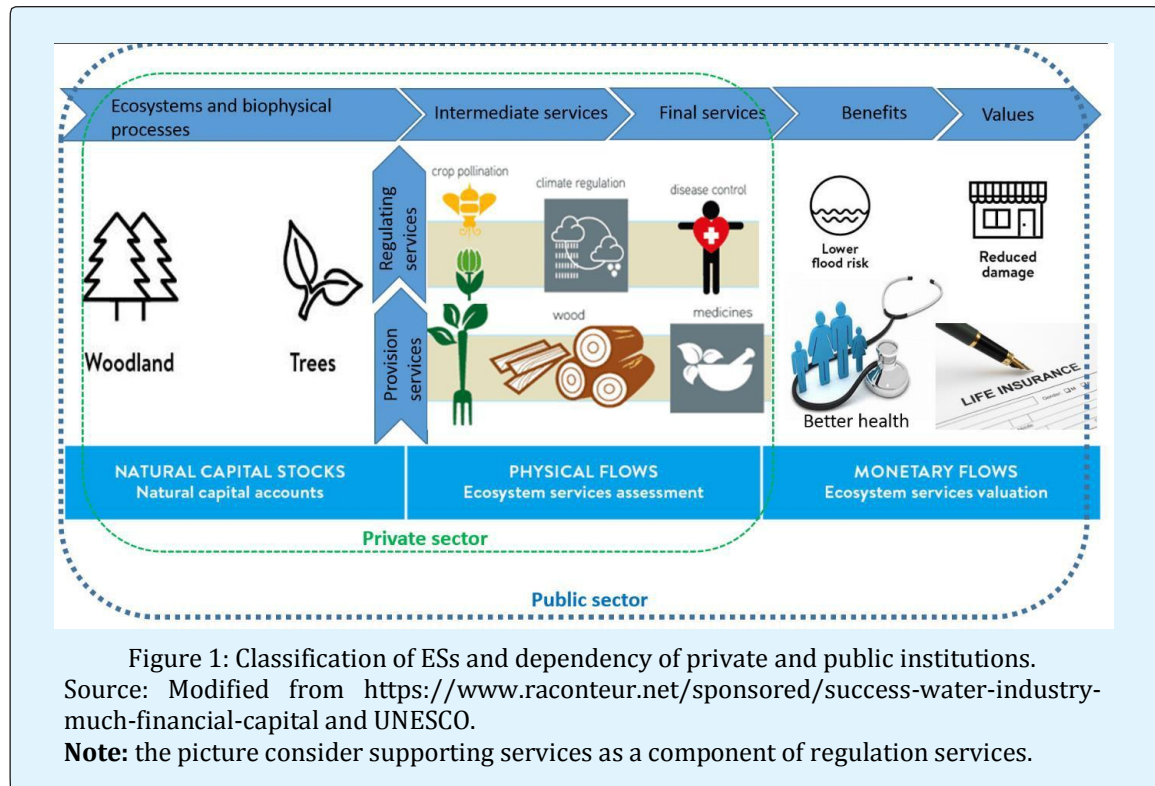 Ecosystems and biophysical
processes
Intermediate services
Final services
Benefits
Values
Regulating
services
Provision
services
crop pollination
climate regulation
disease control
wood
medicines
Woodland
Trees
Lower
flood risk
Reduced
damage
Better health
LIFE INSURANCE
NATURAL CAPITAL STOCKS
Natural capital accounts
PHYSICAL FLOWS
Ecosystem services assessment
MONETARY FLOWS
Ecosystem services valuation
Private sector
Public sector
Figure 1: Classification of ESs and dependency of private and public institutions.
Source: Modified from https://www.raconteur.net/sponsored/success-water-industry-
much-financial-capital and UNESCO.
Note: the picture consider supporting services as a component of regulation services.